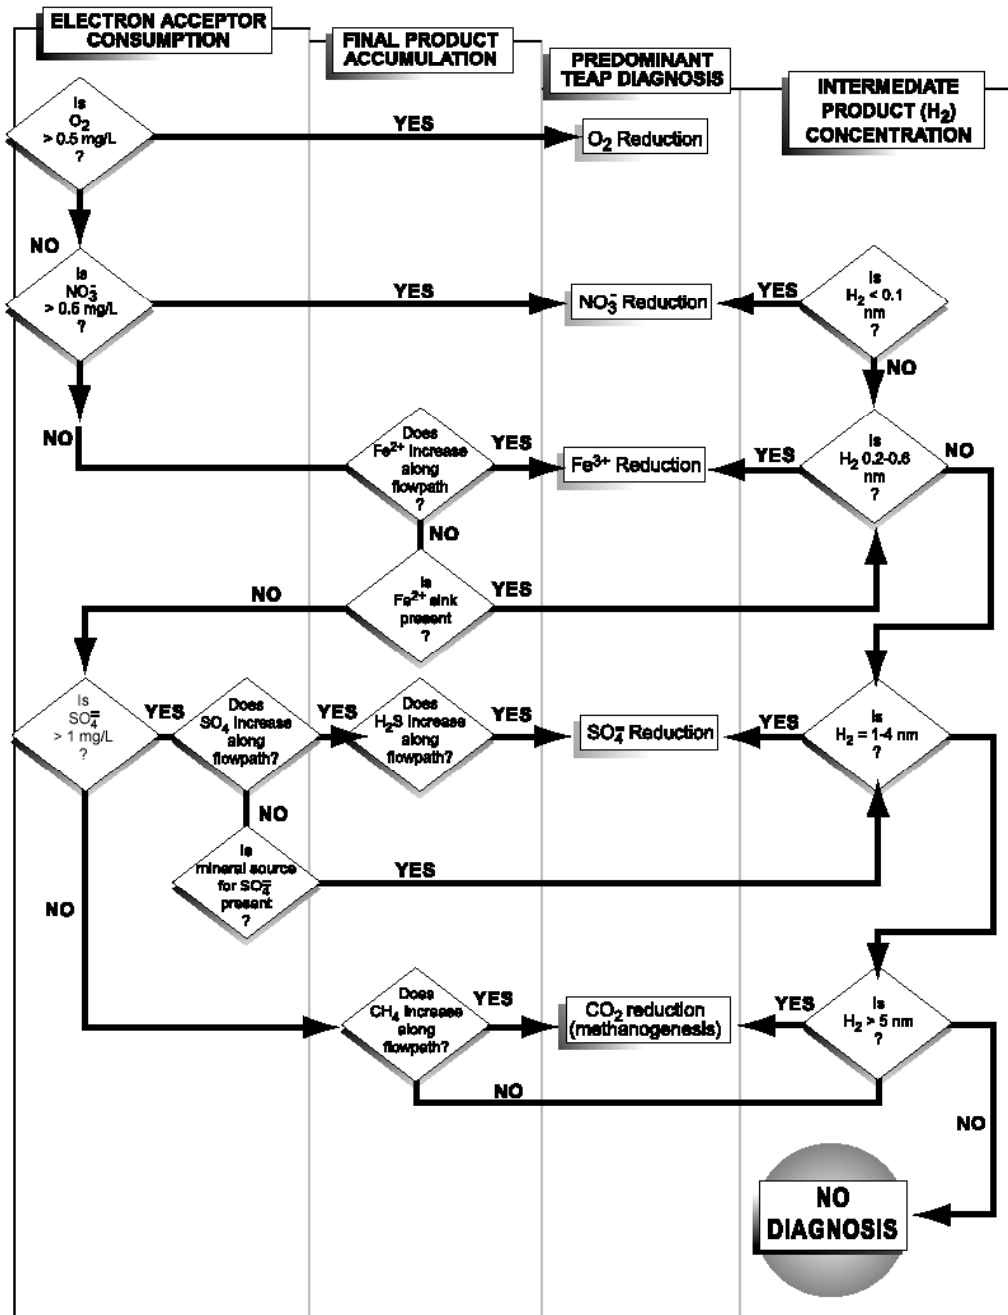 ELECTRON ACCEPTOR
CONSUMPTION
FINAL PRODUCT
ACCUMULATION
PREDOMINANT
TEAP DIAGNOSIS
INTERMEDIATE
PRODUCT (H₂)
CONCENTRATION
Is
O₂
> 0.5 mg/L
?
YES
O₂ Reduction
NO
Is
NO₃⁻
> 0.5 mg/L
?
YES
NO₃⁻ Reduction
YES
Is
H₂ < 0.1
nm
?
NO
NO
Does
Fe²⁺ increase
along
flowpath
?
YES
Fe³⁺ Reduction
YES
Is
H₂ 0.2-0.6
nm
?
NO
NO
NO
Is
Fe²⁺ sink
present
?
YES
Is
SO₄⁼
> 1 mg/L
?
YES
Does
SO₄ increase
along
flowpath?
YES
Does
H₂S increase
along
flowpath?
YES
SO₄⁼ Reduction
YES
Is
H₂ = 1-4 nm
?
NO
Is
mineral source
for SO₄⁼
present
?
YES
NO
Does
CH₄ increase
along
flowpath?
YES
CO₂ reduction
(methanogenesis)
YES
Is
H₂ > 5 nm
?
NO
NO
NO
DIAGNOSIS